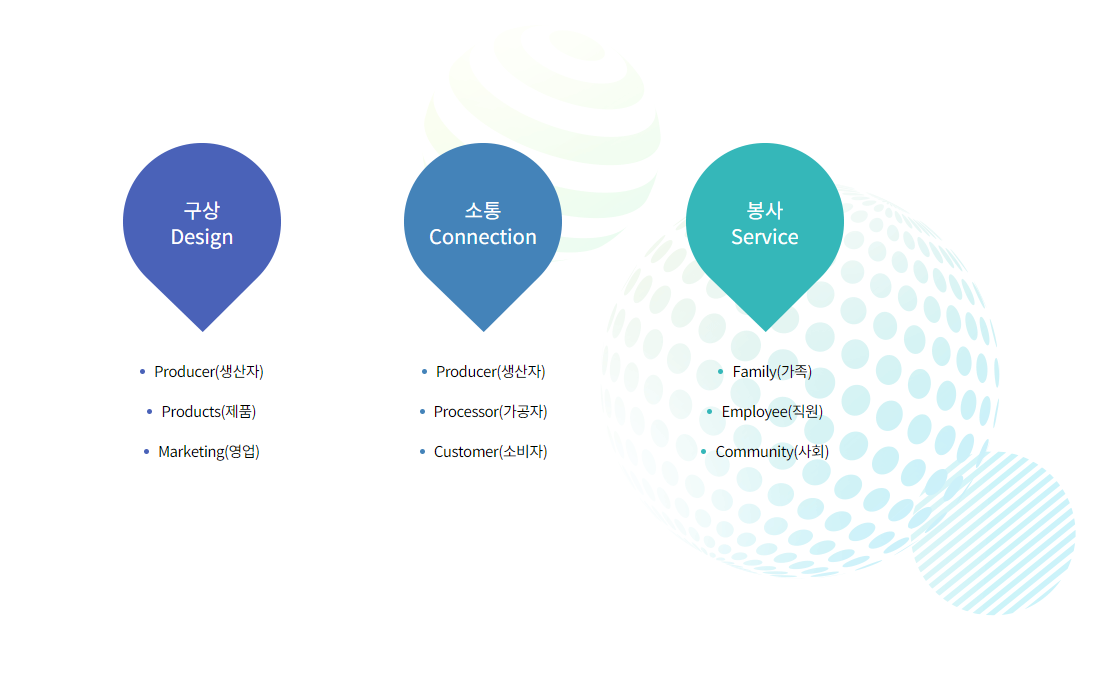 구상
Design
소통
Connection
봉사
Service
• Producer(생산자)
• Products(제품)
• Marketing(영업)
• Producer(생산자)
• Processor(가공자)
• Customer(소비자)
• Family(가족)
• Employee(직원)
• Community(사회)